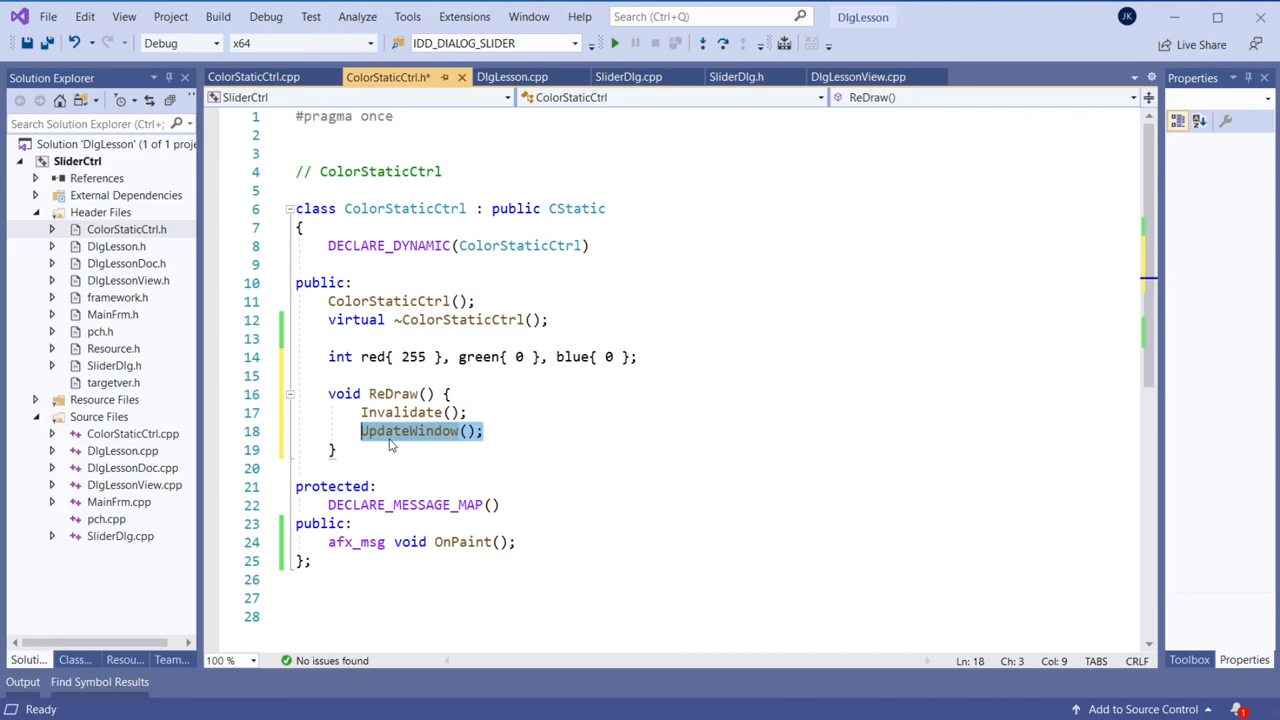 File Edit View Project Build Debug Test Analyze Tools Extensions Window Help Search (Ctrl+Q) DlgLesson JK
Debug x64 IDD_DIALOG_SLIDER Live Share
Solution Explorer ColorStaticCtrl.cpp ColorStaticCtrl.h* DlgLesson.cpp SliderDlg.cpp SliderDlg.h DlgLessonView.cpp Properties
SliderCtrl ColorStaticCtrl ReDraw()
Search Solution Explorer (Ctrl+;
Solution 'DlgLesson' (1 of 1 proje
SliderCtrl
References
External Dependencies
Header Files
ColorStaticCtrl.h
DlgLesson.h
DlgLessonDoc.h
DlgLessonView.h
framework.h
MainFrm.h
pch.h
Resource.h
SliderDlg.h
targetver.h
Resource Files
Source Files
ColorStaticCtrl.cpp
DlgLesson.cpp
DlgLessonDoc.cpp
DlgLessonView.cpp
MainFrm.cpp
pch.cpp
SliderDlg.cpp
Soluti... Class... Resou... Team...
1 #pragma once
2
3
4 // ColorStaticCtrl
5
6 class ColorStaticCtrl : public CStatic
7 {
8 DECLARE_DYNAMIC(ColorStaticCtrl)
9
10 public:
11 ColorStaticCtrl();
12 virtual ~ColorStaticCtrl();
13
14 int red{ 255 }, green{ 0 }, blue{ 0 };
15
16 void ReDraw() {
17 Invalidate();
18 UpdateWindow();
19 }
20
21 protected:
22 DECLARE_MESSAGE_MAP()
23 public:
24 afx_msg void OnPaint();
25 };
26
27
28
100 % No issues found Ln: 18 Ch: 3 Col: 9 TABS CRLF
Toolbox Properties
Output Find Symbol Results
Ready Add to Source Control 1